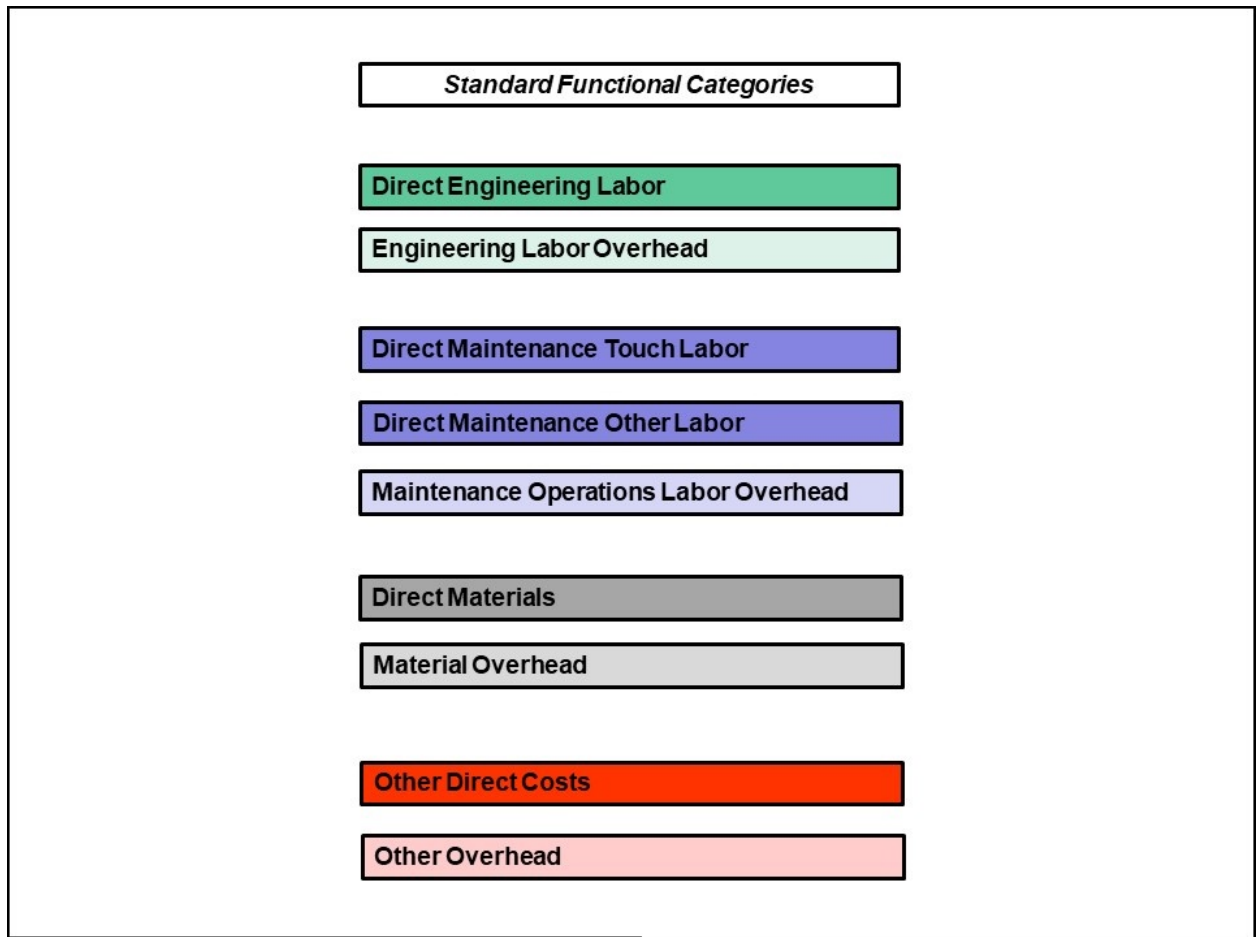 Standard Functional Categories
Direct Engineering Labor
Engineering Labor Overhead
Direct Maintenance Touch Labor
Direct Maintenance Other Labor
Maintenance Operations Labor Overhead
Direct Materials
Material Overhead
Other Direct Costs
Other Overhead